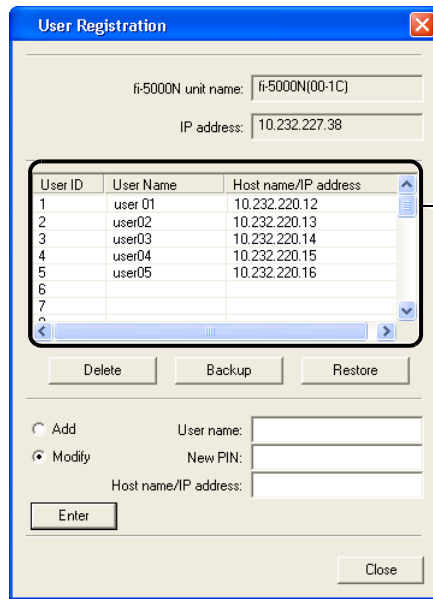 User Registration
fi-5000N unit name: fi-5000N(00-1C)
IP address: 10.232.227.38
User ID User Name Host name/IP address
1 user 01 10.232.220.12
2 user02 10.232.220.13
3 user03 10.232.220.14
4 user04 10.232.220.15
5 user05 10.232.220.16
6
7
Delete Backup Restore
Add User name:
Modify New PIN:
Host name/IP address:
Enter
Close